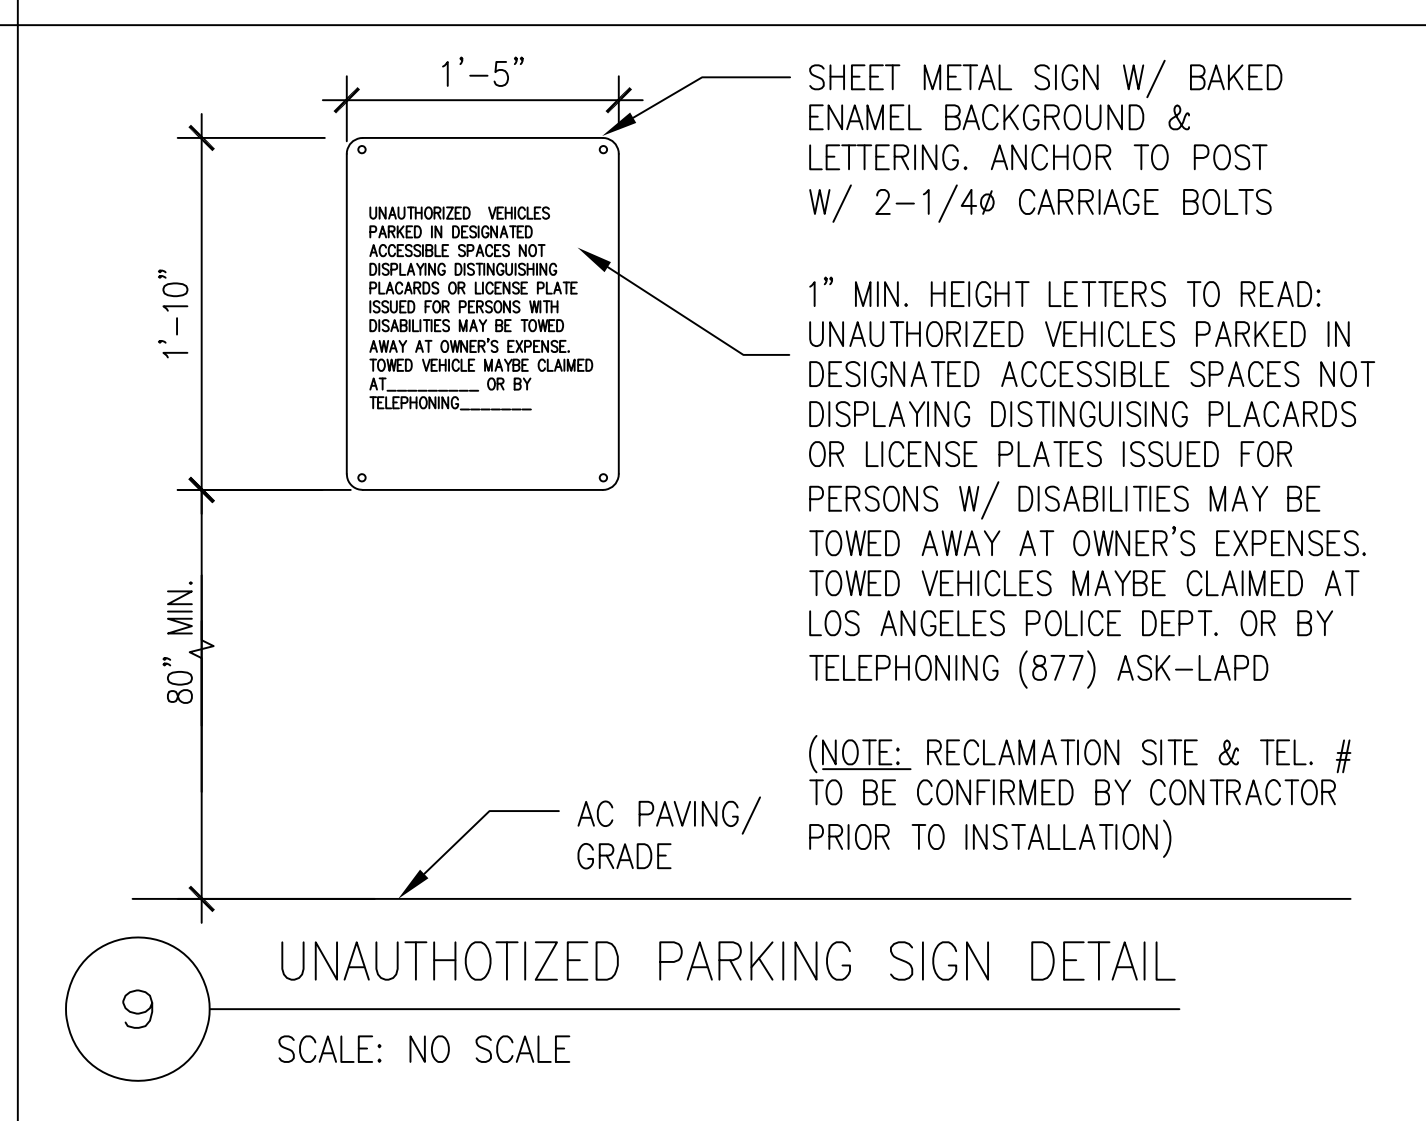 1'-5"
SHEET METAL SIGN W/ BAKED
ENAMEL BACKGROUND &
LETTERING. ANCHOR TO POST
W/ 2-1/4ø CARRIAGE BOLTS
1'-10"
UNAUTHORIZED VEHICLES
PARKED IN DESIGNATED
ACCESSIBLE SPACES NOT
DISPLAYING DISTINGUISHING
PLACARDS OR LICENSE PLATE
ISSUED FOR PERSONS WITH
DISABILITIES MAY BE TOWED
AWAY AT OWNER'S EXPENSE.
TOWED VEHICLE MAYBE CLAIMED
AT_________ OR BY
TELEPHONING_______
1" MIN. HEIGHT LETTERS TO READ:
UNAUTHORIZED VEHICLES PARKED IN
DESIGNATED ACCESSIBLE SPACES NOT
DISPLAYING DISTINGUISING PLACARDS
OR LICENSE PLATES ISSUED FOR
PERSONS W/ DISABILITIES MAY BE
TOWED AWAY AT OWNER'S EXPENSES.
TOWED VEHICLES MAYBE CLAIMED AT
LOS ANGELES POLICE DEPT. OR BY
TELEPHONING (877) ASK-LAPD
80" MIN.
(NOTE: RECLAMATION SITE & TEL. #
TO BE CONFIRMED BY CONTRACTOR
PRIOR TO INSTALLATION)
AC PAVING/
GRADE
9
UNAUTHOTIZED PARKING SIGN DETAIL
SCALE: NO SCALE